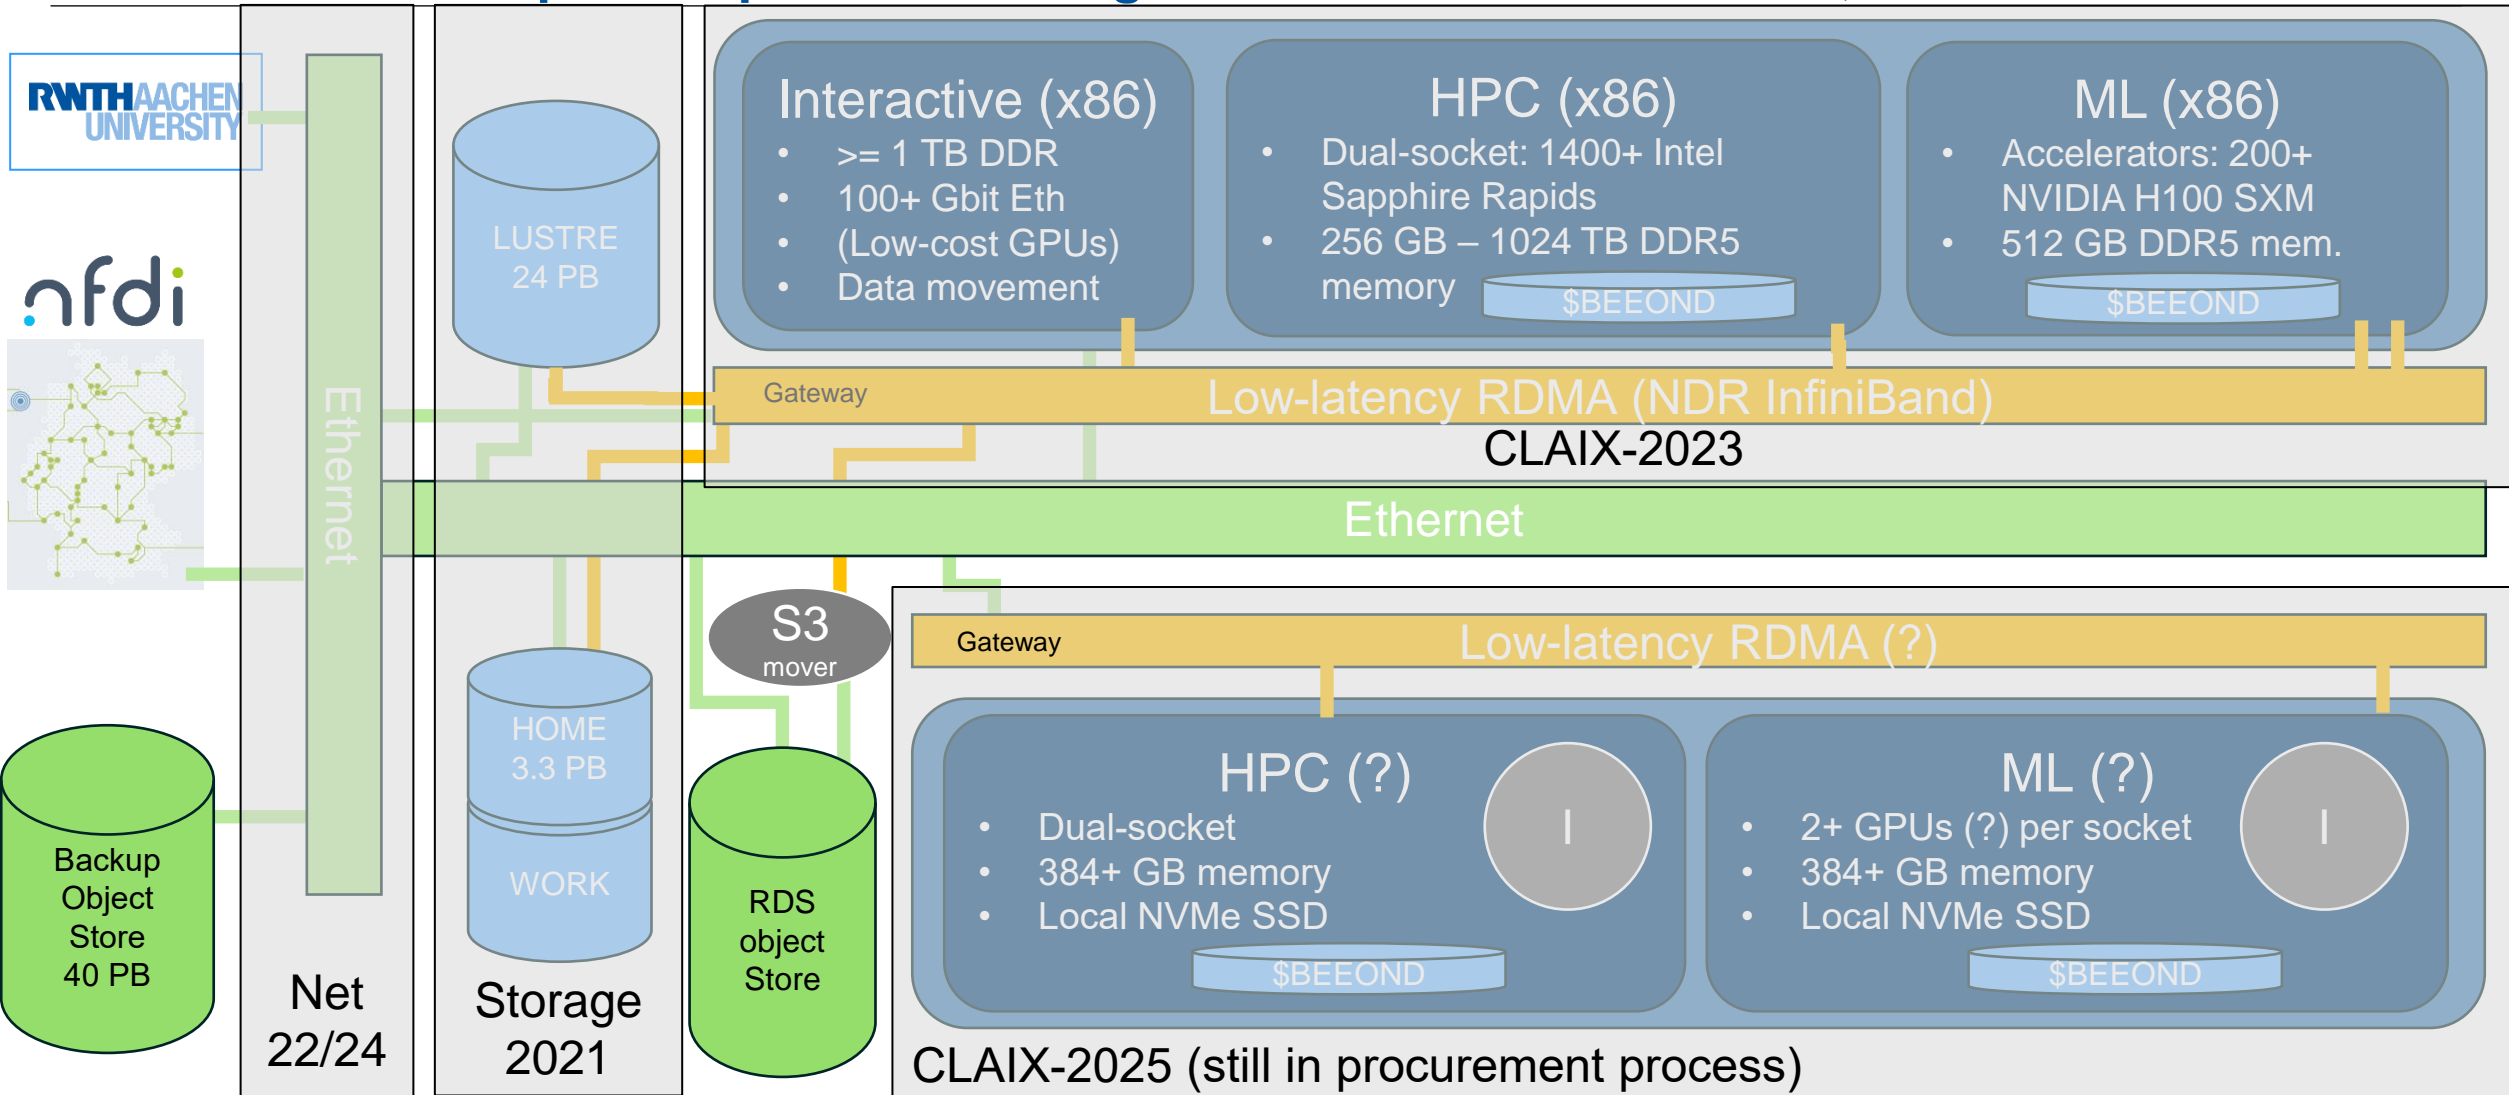 RWTHAACHEN
UNIVERSITY
nfdi
Ethernet
Net
22/24
Backup
Object
Store
40 PB
LUSTRE
24 PB
HOME
3.3 PB
WORK
Storage
2021
Interactive (x86)
• >= 1 TB DDR
• 100+ Gbit Eth
• (Low-cost GPUs)
• Data movement
HPC (x86)
• Dual-socket: 1400+ Intel
Sapphire Rapids
• 256 GB – 1024 TB DDR5
memory
$BEEOND
ML (x86)
• Accelerators: 200+
NVIDIA H100 SXM
• 512 GB DDR5 mem.
$BEEOND
Gateway
Low-latency RDMA (NDR InfiniBand)
CLAIX-2023
Ethernet
S3
mover
RDS
object
Store
Gateway
Low-latency RDMA (?)
HPC (?)
• Dual-socket
• 384+ GB memory
• Local NVMe SSD
I
$BEEOND
ML (?)
• 2+ GPUs (?) per socket
• 384+ GB memory
• Local NVMe SSD
I
$BEEOND
CLAIX-2025 (still in procurement process)